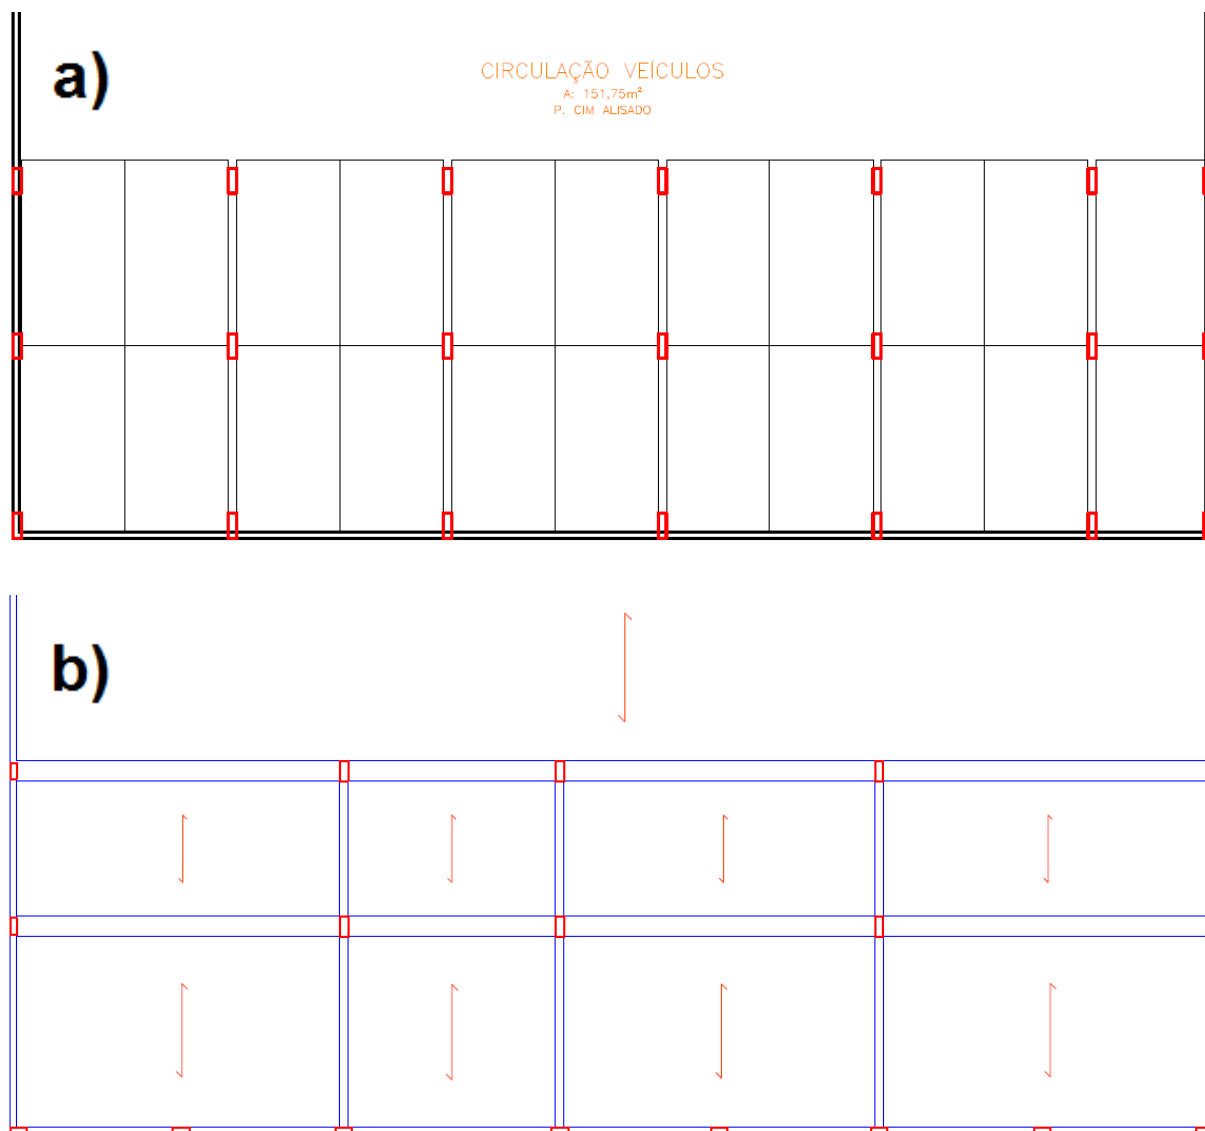 a)
CIRCULAÇÃO VEÍCULOS
A: 151,75m²
P. CIM ALISADO
b)